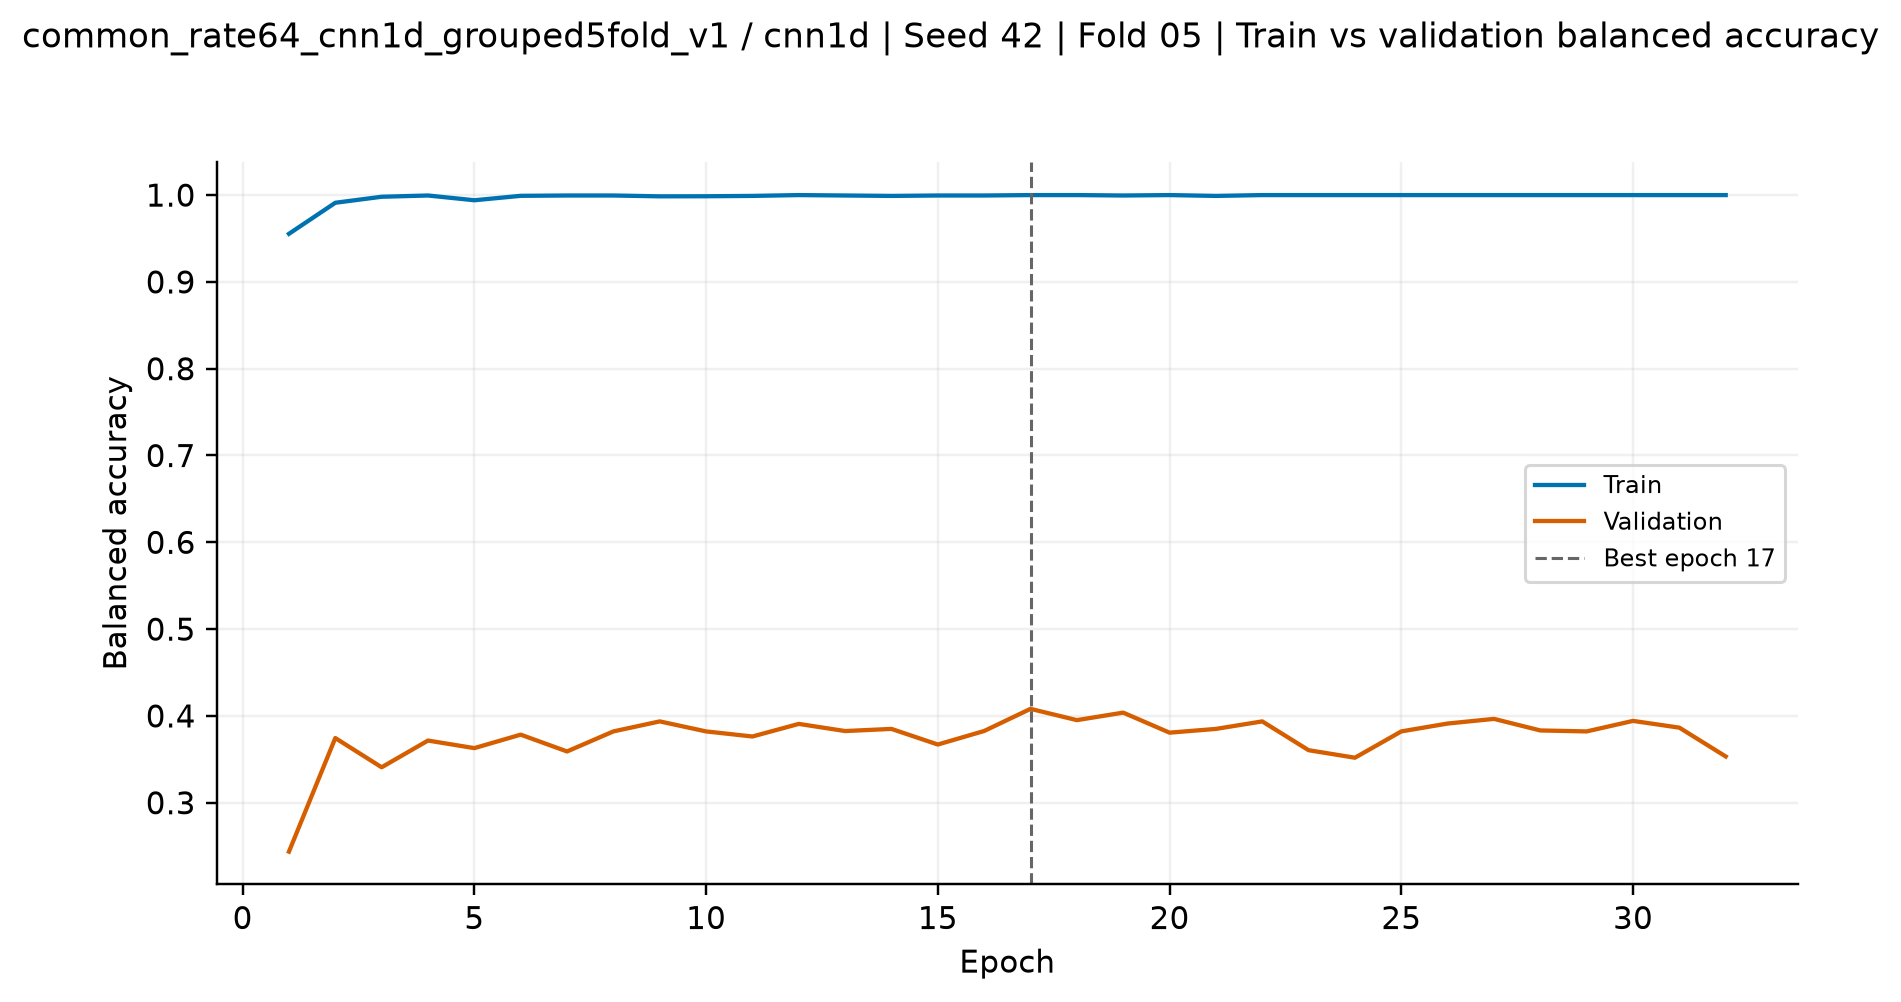 common_rate64_cnn1d_grouped5fold_v1 / cnn1d | Seed 42 | Fold 05 | Train vs validation balanced accuracy
1.0
0.9
0.8
0.7
0.6
0.5
0.4
0.3
Balanced accuracy
Train
Validation
Best epoch 17
0 5 10 15 20 25 30
Epoch